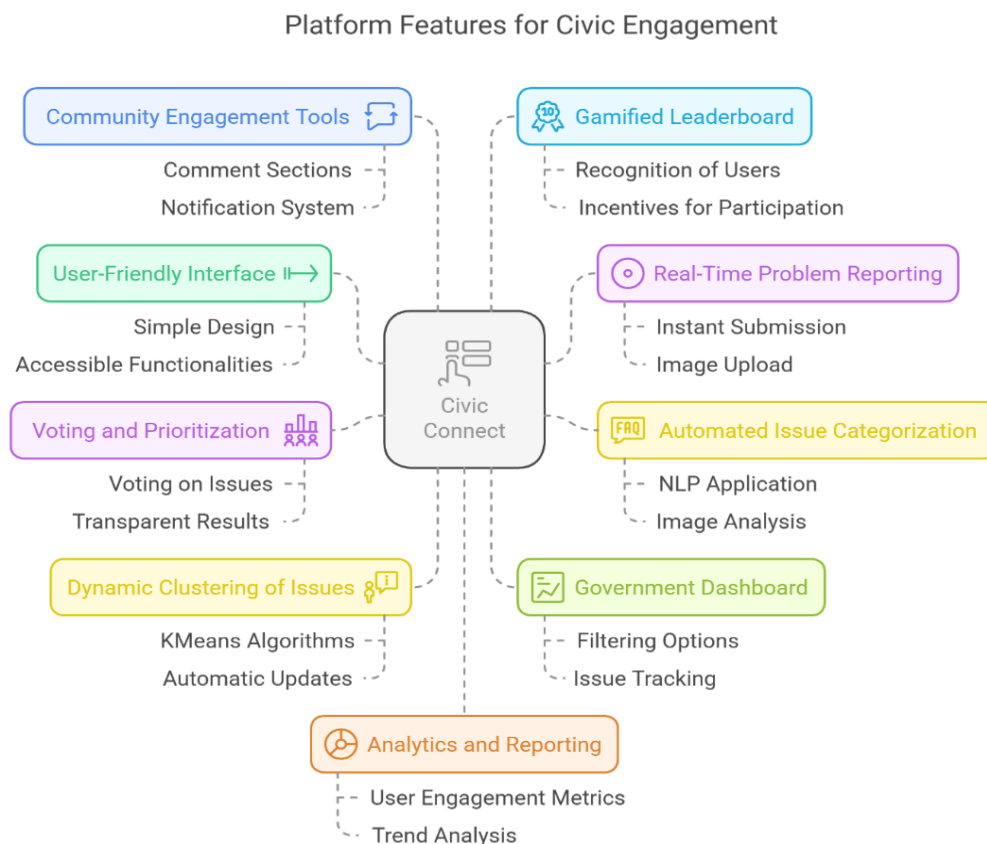 Platform Features for Civic Engagement
Community Engagement Tools
Comment Sections
Notification System
10
Gamified Leaderboard
Recognition of Users
Incentives for Participation
User-Friendly Interface
Simple Design
Accessible Functionalities
Real-Time Problem Reporting
Instant Submission
Image Upload
Civic
Connect
Voting and Prioritization
Voting on Issues
Transparent Results
FAQ
Automated Issue Categorization
NLP Application
Image Analysis
Dynamic Clustering of Issues
i
KMeans Algorithms
Automatic Updates
Government Dashboard
Filtering Options
Issue Tracking
Analytics and Reporting
User Engagement Metrics
Trend Analysis